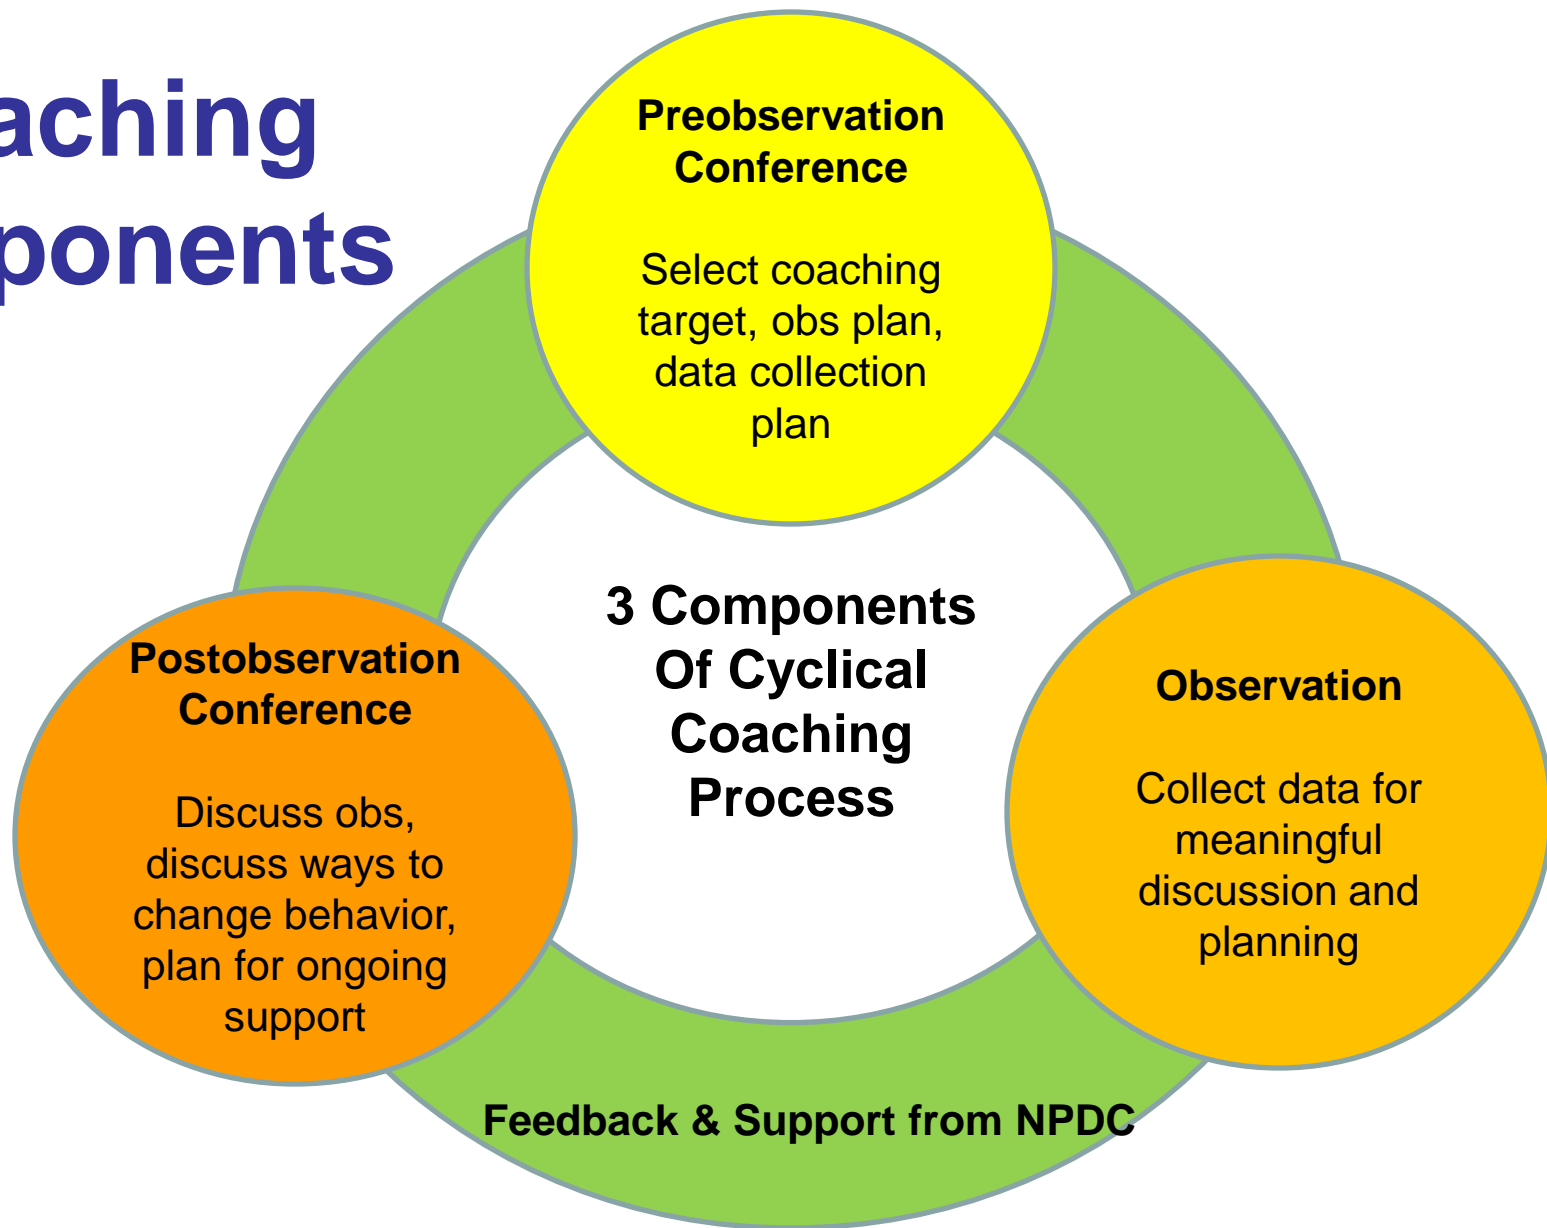 aching
ponents
Preobservation
Conference
Select coaching
target, obs plan,
data collection
plan
3 Components
Of Cyclical
Coaching
Process
Postobservation
Conference
Discuss obs,
discuss ways to
change behavior,
plan for ongoing
support
Observation
Collect data for
meaningful
discussion and
planning
Feedback & Support from NPDC